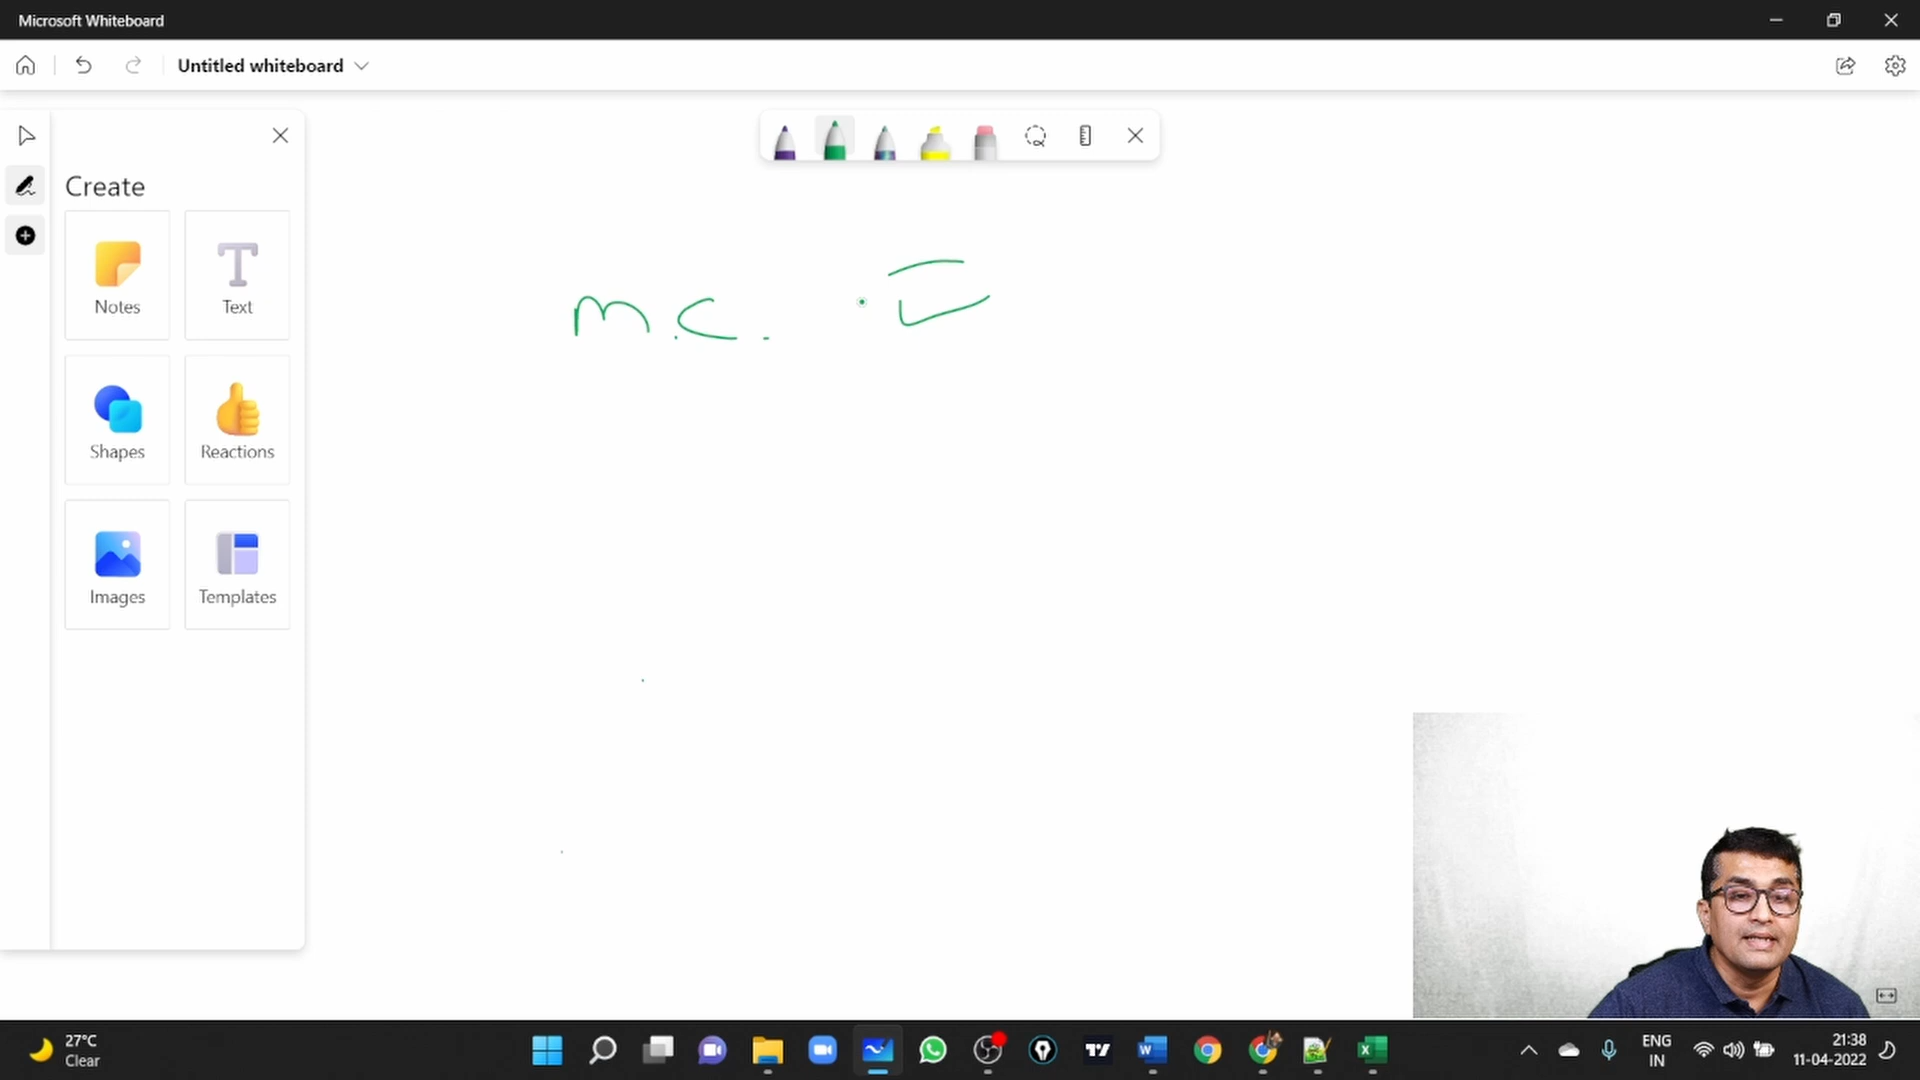 Microsoft Whiteboard
Untitled whiteboard
Create
Notes Text
m.c.
Shapes Reactions
Images Templates
27°C
Clear
ENG
IN
21:38
11-04-2022